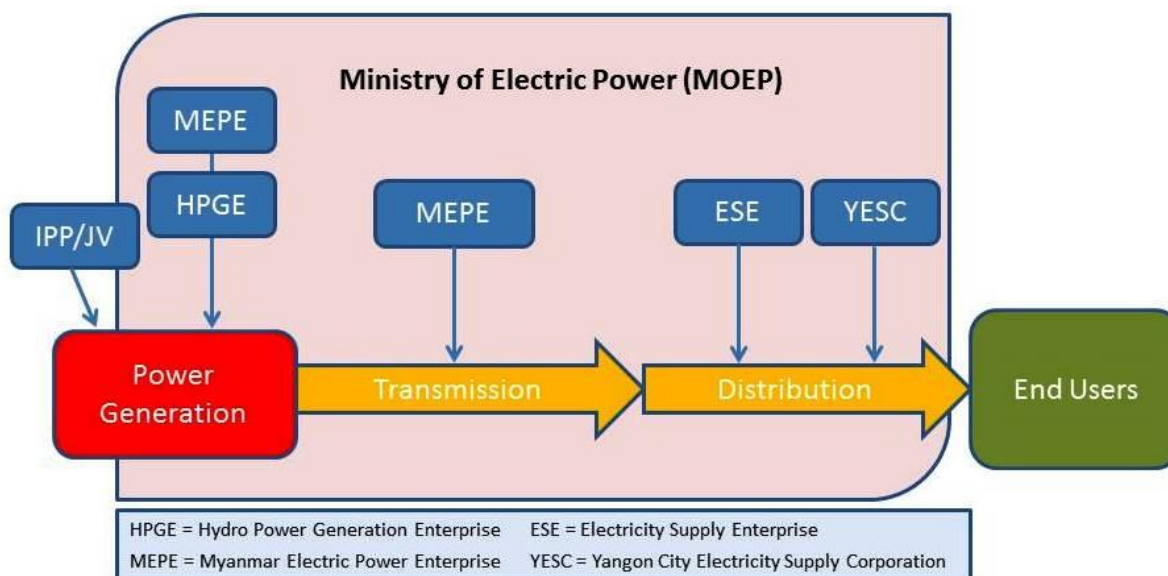 Ministry of Electric Power (MOEP)
MEPE
HPGE
IPP/JV
MEPE
ESE
YESC
Power
Generation
Transmission
Distribution
End Users
HPGE = Hydro Power Generation Enterprise
ESE = Electricity Supply Enterprise
MEPE = Myanmar Electric Power Enterprise
YESC = Yangon City Electricity Supply Corporation